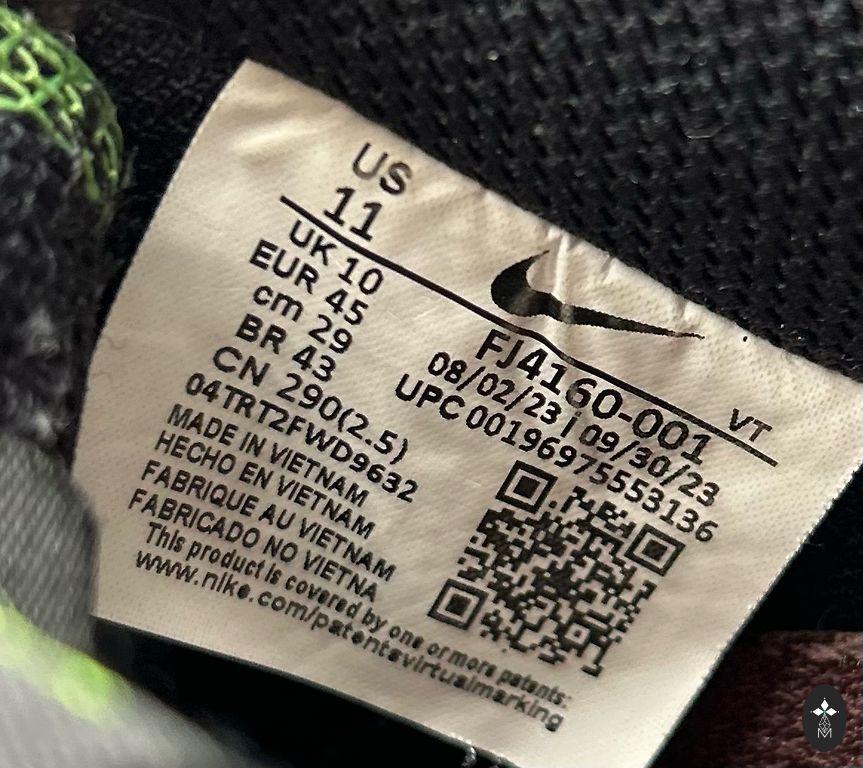 US
11
UK 10
EUR 45
cm 29
BR 43
CN 290(2.5)
04TRT2FWD9632
MADE IN VIETNAM
HECHO EN VIETNAM
FABRIQUE AU VIETNAM
FABRICADO NO VIETNA
VT
FJ4160-001
08/02/23 | 09/30/23
UPC 00196975553136
This product is covered by one or more patents:
www.nike.com/patentsvirtualmarking
M